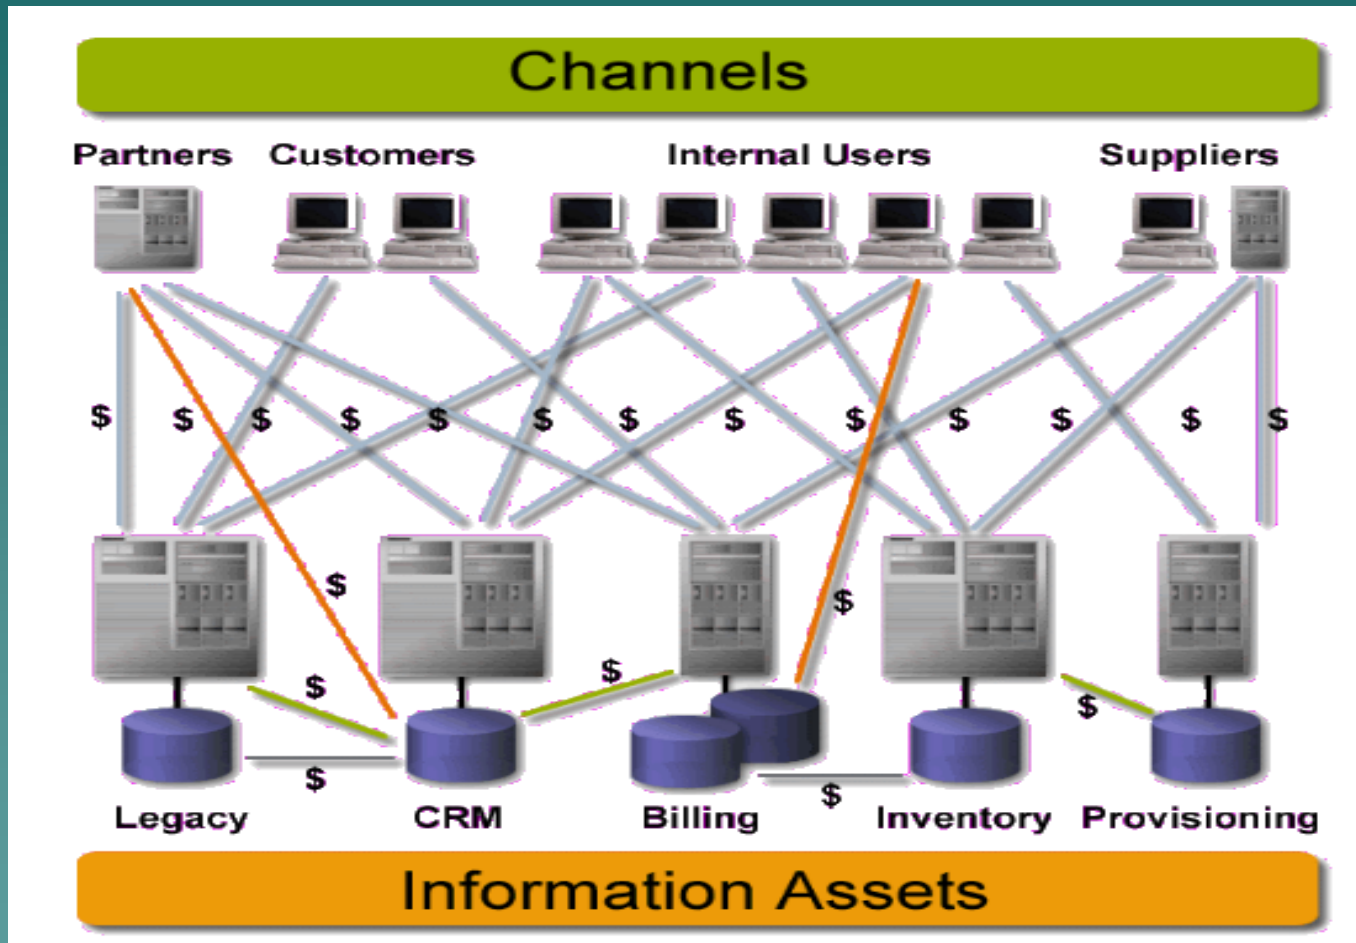 Channels
Partners Customers Internal Users Suppliers
$ $ $ $ $ $ $ $ $ $ $ $ $
$ $
$ $ $
$ $
Legacy CRM Billing Inventory Provisioning
Information Assets